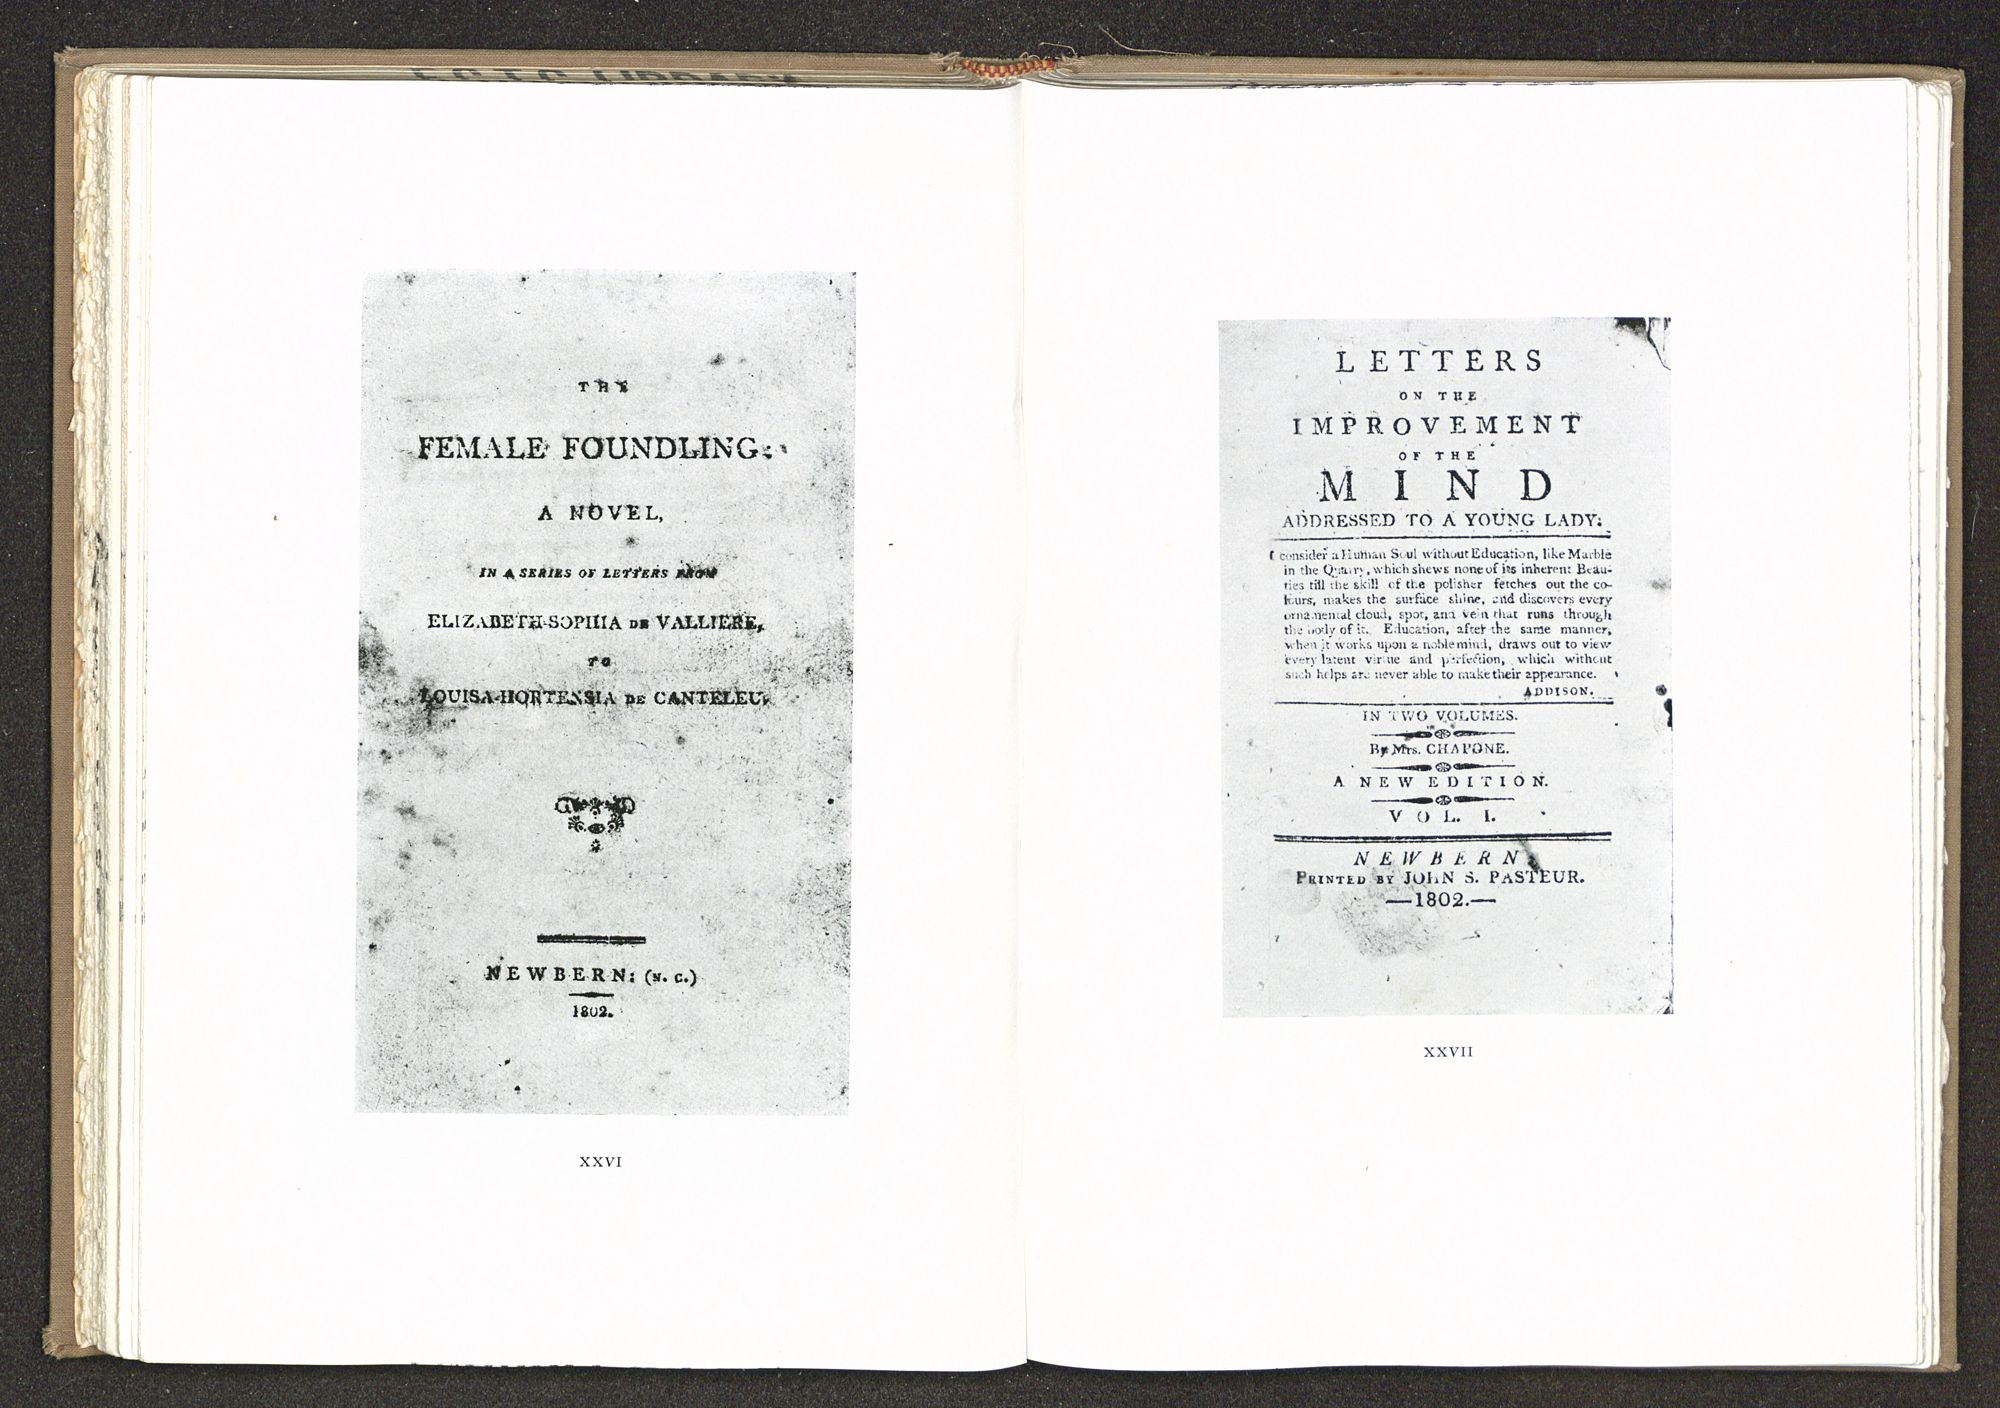 E.C.T.C. LIBRARY
THE
FEMALE FOUNDLING:
A NOVEL,
IN A SERIES OF LETTERS FROM
ELIZABETH-SOPHIA DE VALLIERE,
TO
LOUISA-HORTENSIA DE CANTELEU,
NEWBERN: (N. C.)
1802.
XXVI
LETTERS
ON THE
IMPROVEMENT
OF THE
MIND
ADDRESSED TO A YOUNG LADY:
I consider a Human Soul without Education, like Marble
in the Quarry, which shews none of its inherent Beau-
ties till the skill of the polisher fetches out the co-
lours, makes the surface shine, and discovers every
ornamental cloud, spot, and vein that runs through
the body of it. Education, after the same manner,
when it works upon a noble mind, draws out to view
every latent virtue and perfection, which without
such helps are never able to make their appearance.
ADDISON.
IN TWO VOLUMES.
By Mrs. CHAPONE.
A NEW EDITION.
VOL. I.
NEWBERN:
PRINTED BY JOHN S. PASTEUR.
—1802.—
XXVII